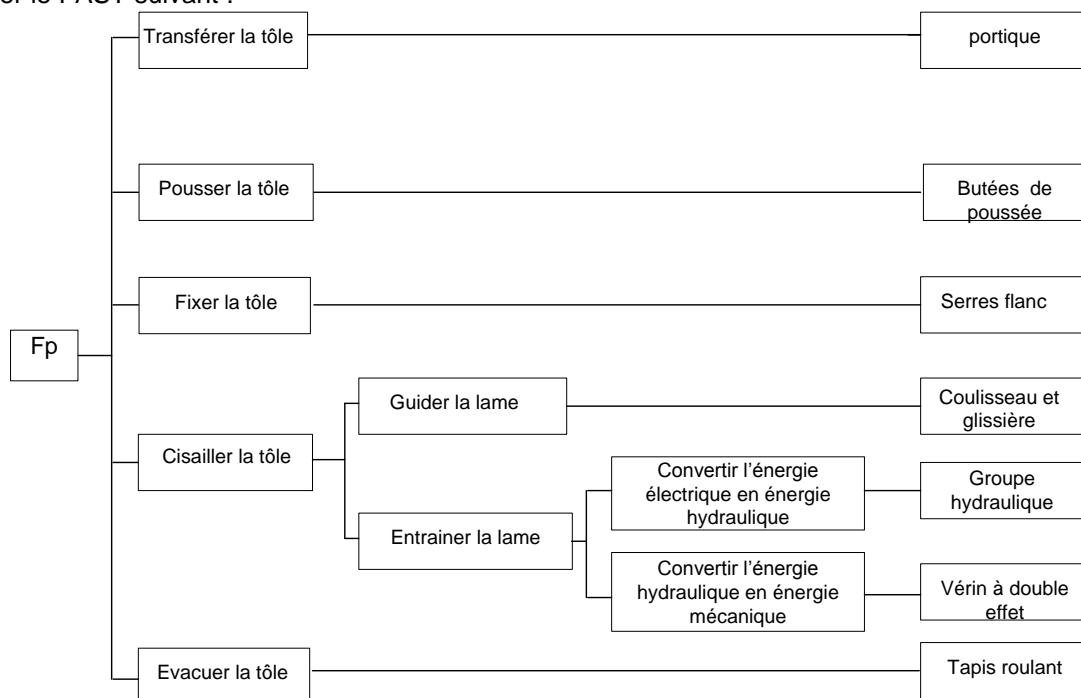 Transférer la tôle
portique
Pousser la tôle
Butées de
poussée
Fixer la tôle
Serres flanc
Fp
Guider la lame
Coulisseau et
glissière
Cisailler la tôle
Convertir l’énergie
électrique en énergie
hydraulique
Groupe
hydraulique
Entrainer la lame
Convertir l’énergie
hydraulique en énergie
mécanique
Vérin à double
effet
Evacuer la tôle
Tapis roulant